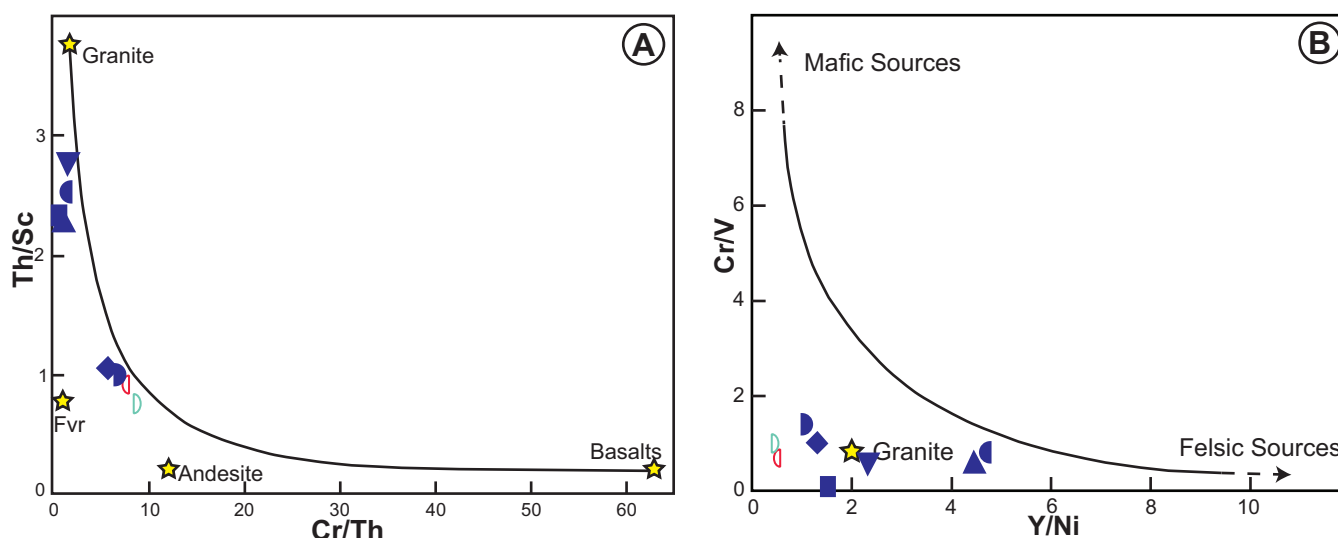 A
Granite
3
2
1
0
Th/Sc
Fvr
Andesite
Basalts
0
10
20
30
40
50
60
Cr/Th
B
Mafic Sources
8
6
4
2
0
Cr/V
Granite
Felsic Sources
0
2
4
6
8
10
Y/Ni